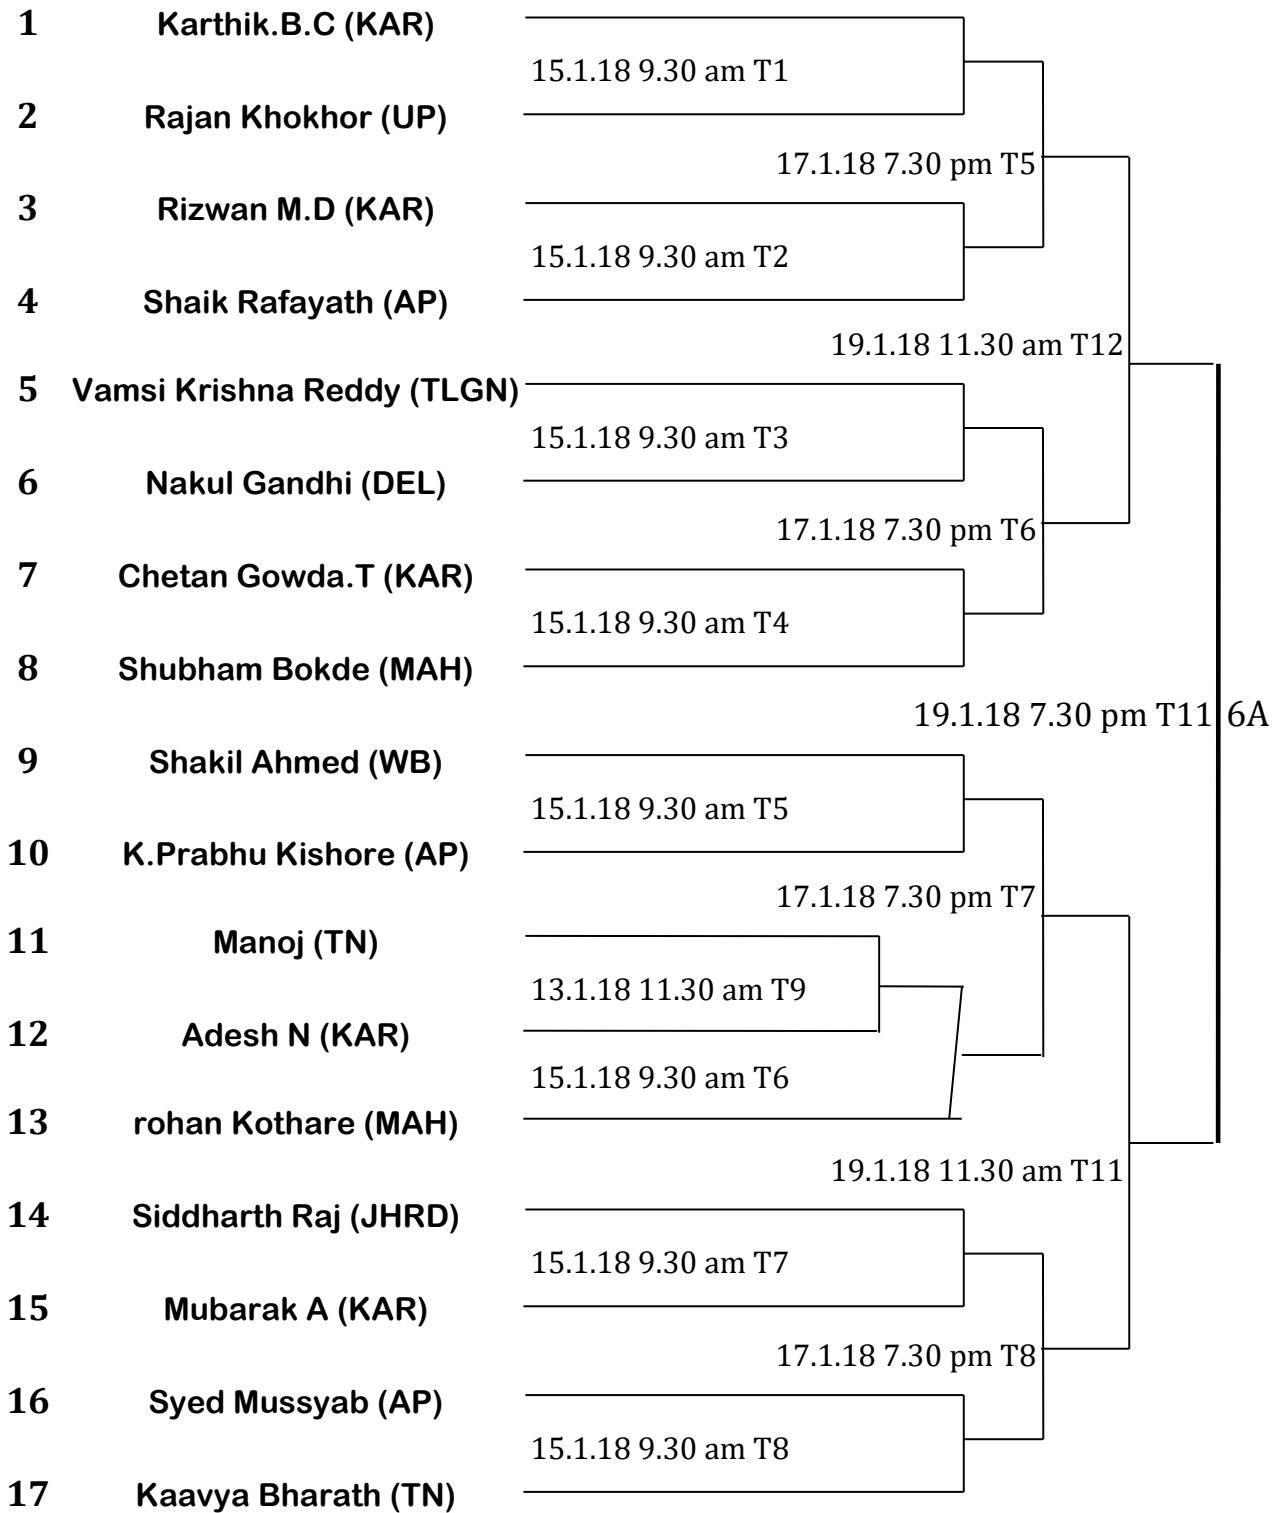 1 Karthik.B.C (KAR)
15.1.18 9.30 am T1
2 Rajan Khokhor (UP)
17.1.18 7.30 pm T5
3 Rizwan M.D (KAR)
15.1.18 9.30 am T2
4 Shaik Rafayath (AP)
19.1.18 11.30 am T12
5 Vamsi Krishna Reddy (TLGN)
15.1.18 9.30 am T3
6 Nakul Gandhi (DEL)
17.1.18 7.30 pm T6
7 Chetan Gowda.T (KAR)
15.1.18 9.30 am T4
8 Shubham Bokde (MAH)
19.1.18 7.30 pm T11 6A
9 Shakil Ahmed (WB)
15.1.18 9.30 am T5
10 K.Prabhu Kishore (AP)
17.1.18 7.30 pm T7
11 Manoj (TN)
13.1.18 11.30 am T9
12 Adesh N (KAR)
15.1.18 9.30 am T6
13 rohan Kothare (MAH)
19.1.18 11.30 am T11
14 Siddharth Raj (JHRD)
15.1.18 9.30 am T7
15 Mubarak A (KAR)
17.1.18 7.30 pm T8
16 Syed Mussyab (AP)
15.1.18 9.30 am T8
17 Kaavya Bharath (TN)